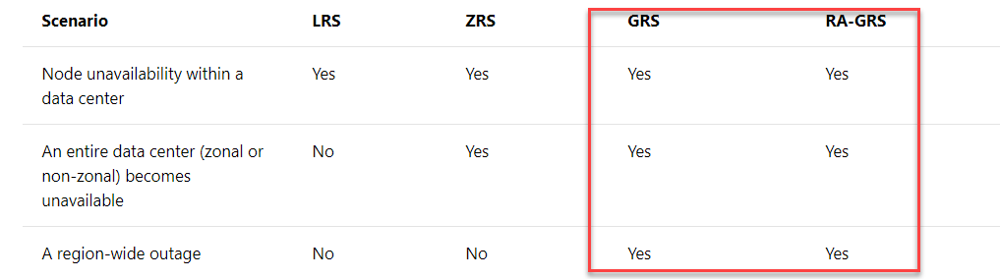 Scenario LRS ZRS GRS RA-GRS
Node unavailability within a Yes Yes Yes Yes
data center
An entire data center (zonal or No Yes Yes Yes
non-zonal) becomes
unavailable
A region-wide outage No No Yes Yes